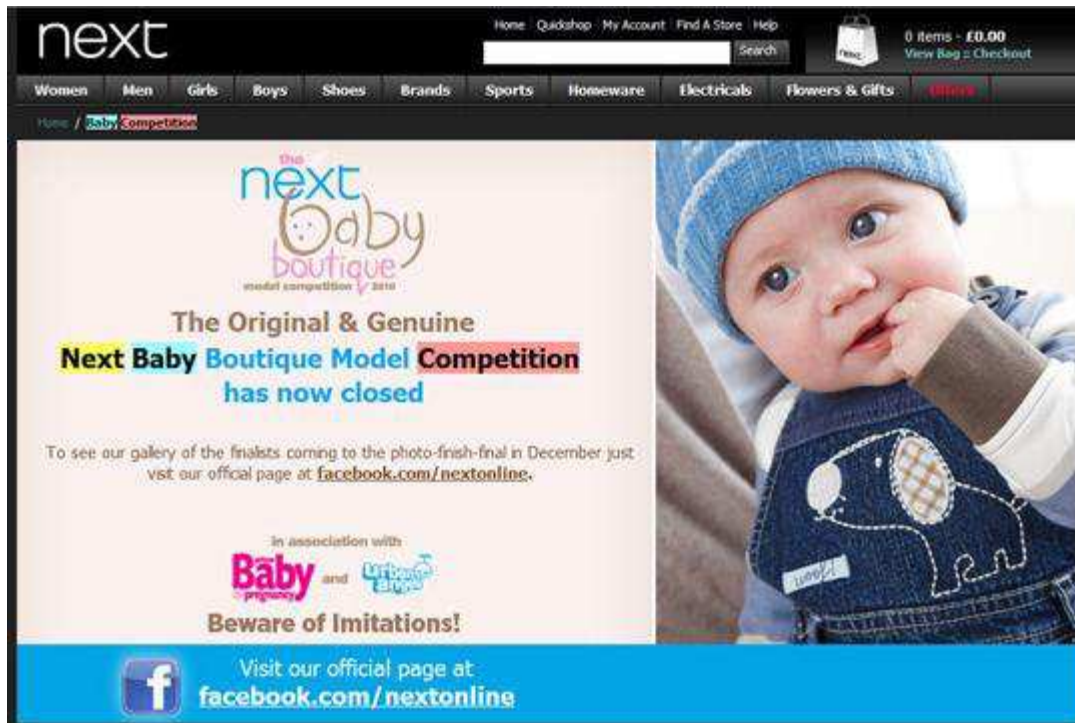 next
Home Quickshop My Account Find A Store Help
Search
next
0 items - £0.00
View Bag :: Checkout
Women Men Girls Boys Shoes Brands Sports Homeware Electricals Flowers & Gifts Offers
Home / Baby Competition
the
next
baby
boutique
model competition 2010
The Original & Genuine
Next Baby Boutique Model Competition
has now closed
To see our gallery of the finalists coming to the photo-finish-final in December just
visit our official page at facebook.com/nextonline.
in association with
Baby
pregnancy
and
urban
angel
Beware of Imitations!
f
Visit our official page at
facebook.com/nextonline